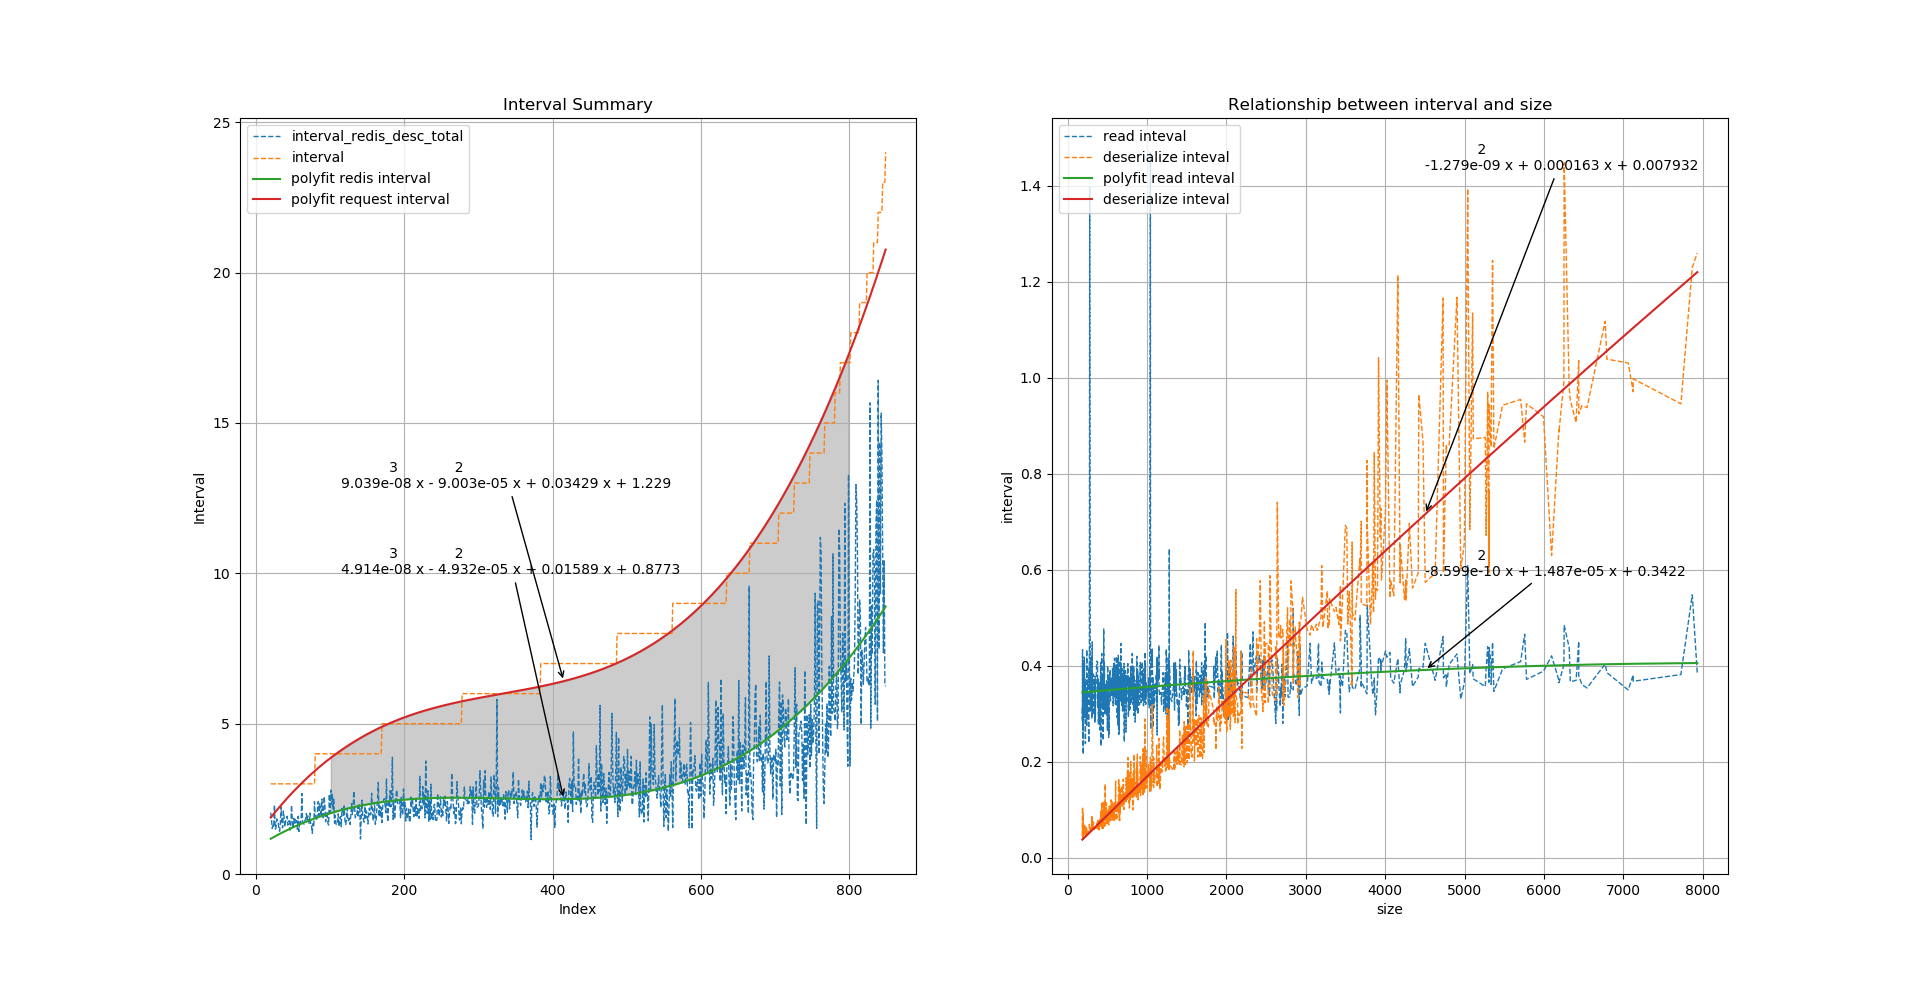 Interval Summary
interval_redis_desc_total
interval
polyfit redis interval
polyfit request interval
25
20
15
10
5
0
3 2
9.039e-08 x - 9.003e-05 x + 0.03429 x + 1.229
3 2
4.914e-08 x - 4.932e-05 x + 0.01589 x + 0.8773
Interval
0 200 400 600 800
Index
Relationship between interval and size
read inteval
deserialize inteval
polyfit read inteval
deserialize inteval
2
-1.279e-09 x + 0.000163 x + 0.007932
2
-8.599e-10 x + 1.487e-05 x + 0.3422
1.4
1.2
1.0
0.8
0.6
0.4
0.2
0.0
interval
0 1000 2000 3000 4000 5000 6000 7000 8000
size